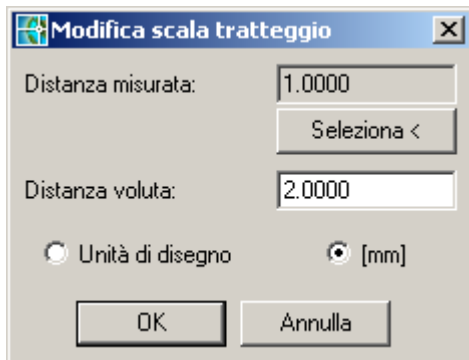 Modifica scala tratteggio
Distanza misurata: 1.0000
Seleziona <
Distanza voluta: 2.0000
Unità di disegno [mm]
OK Annulla